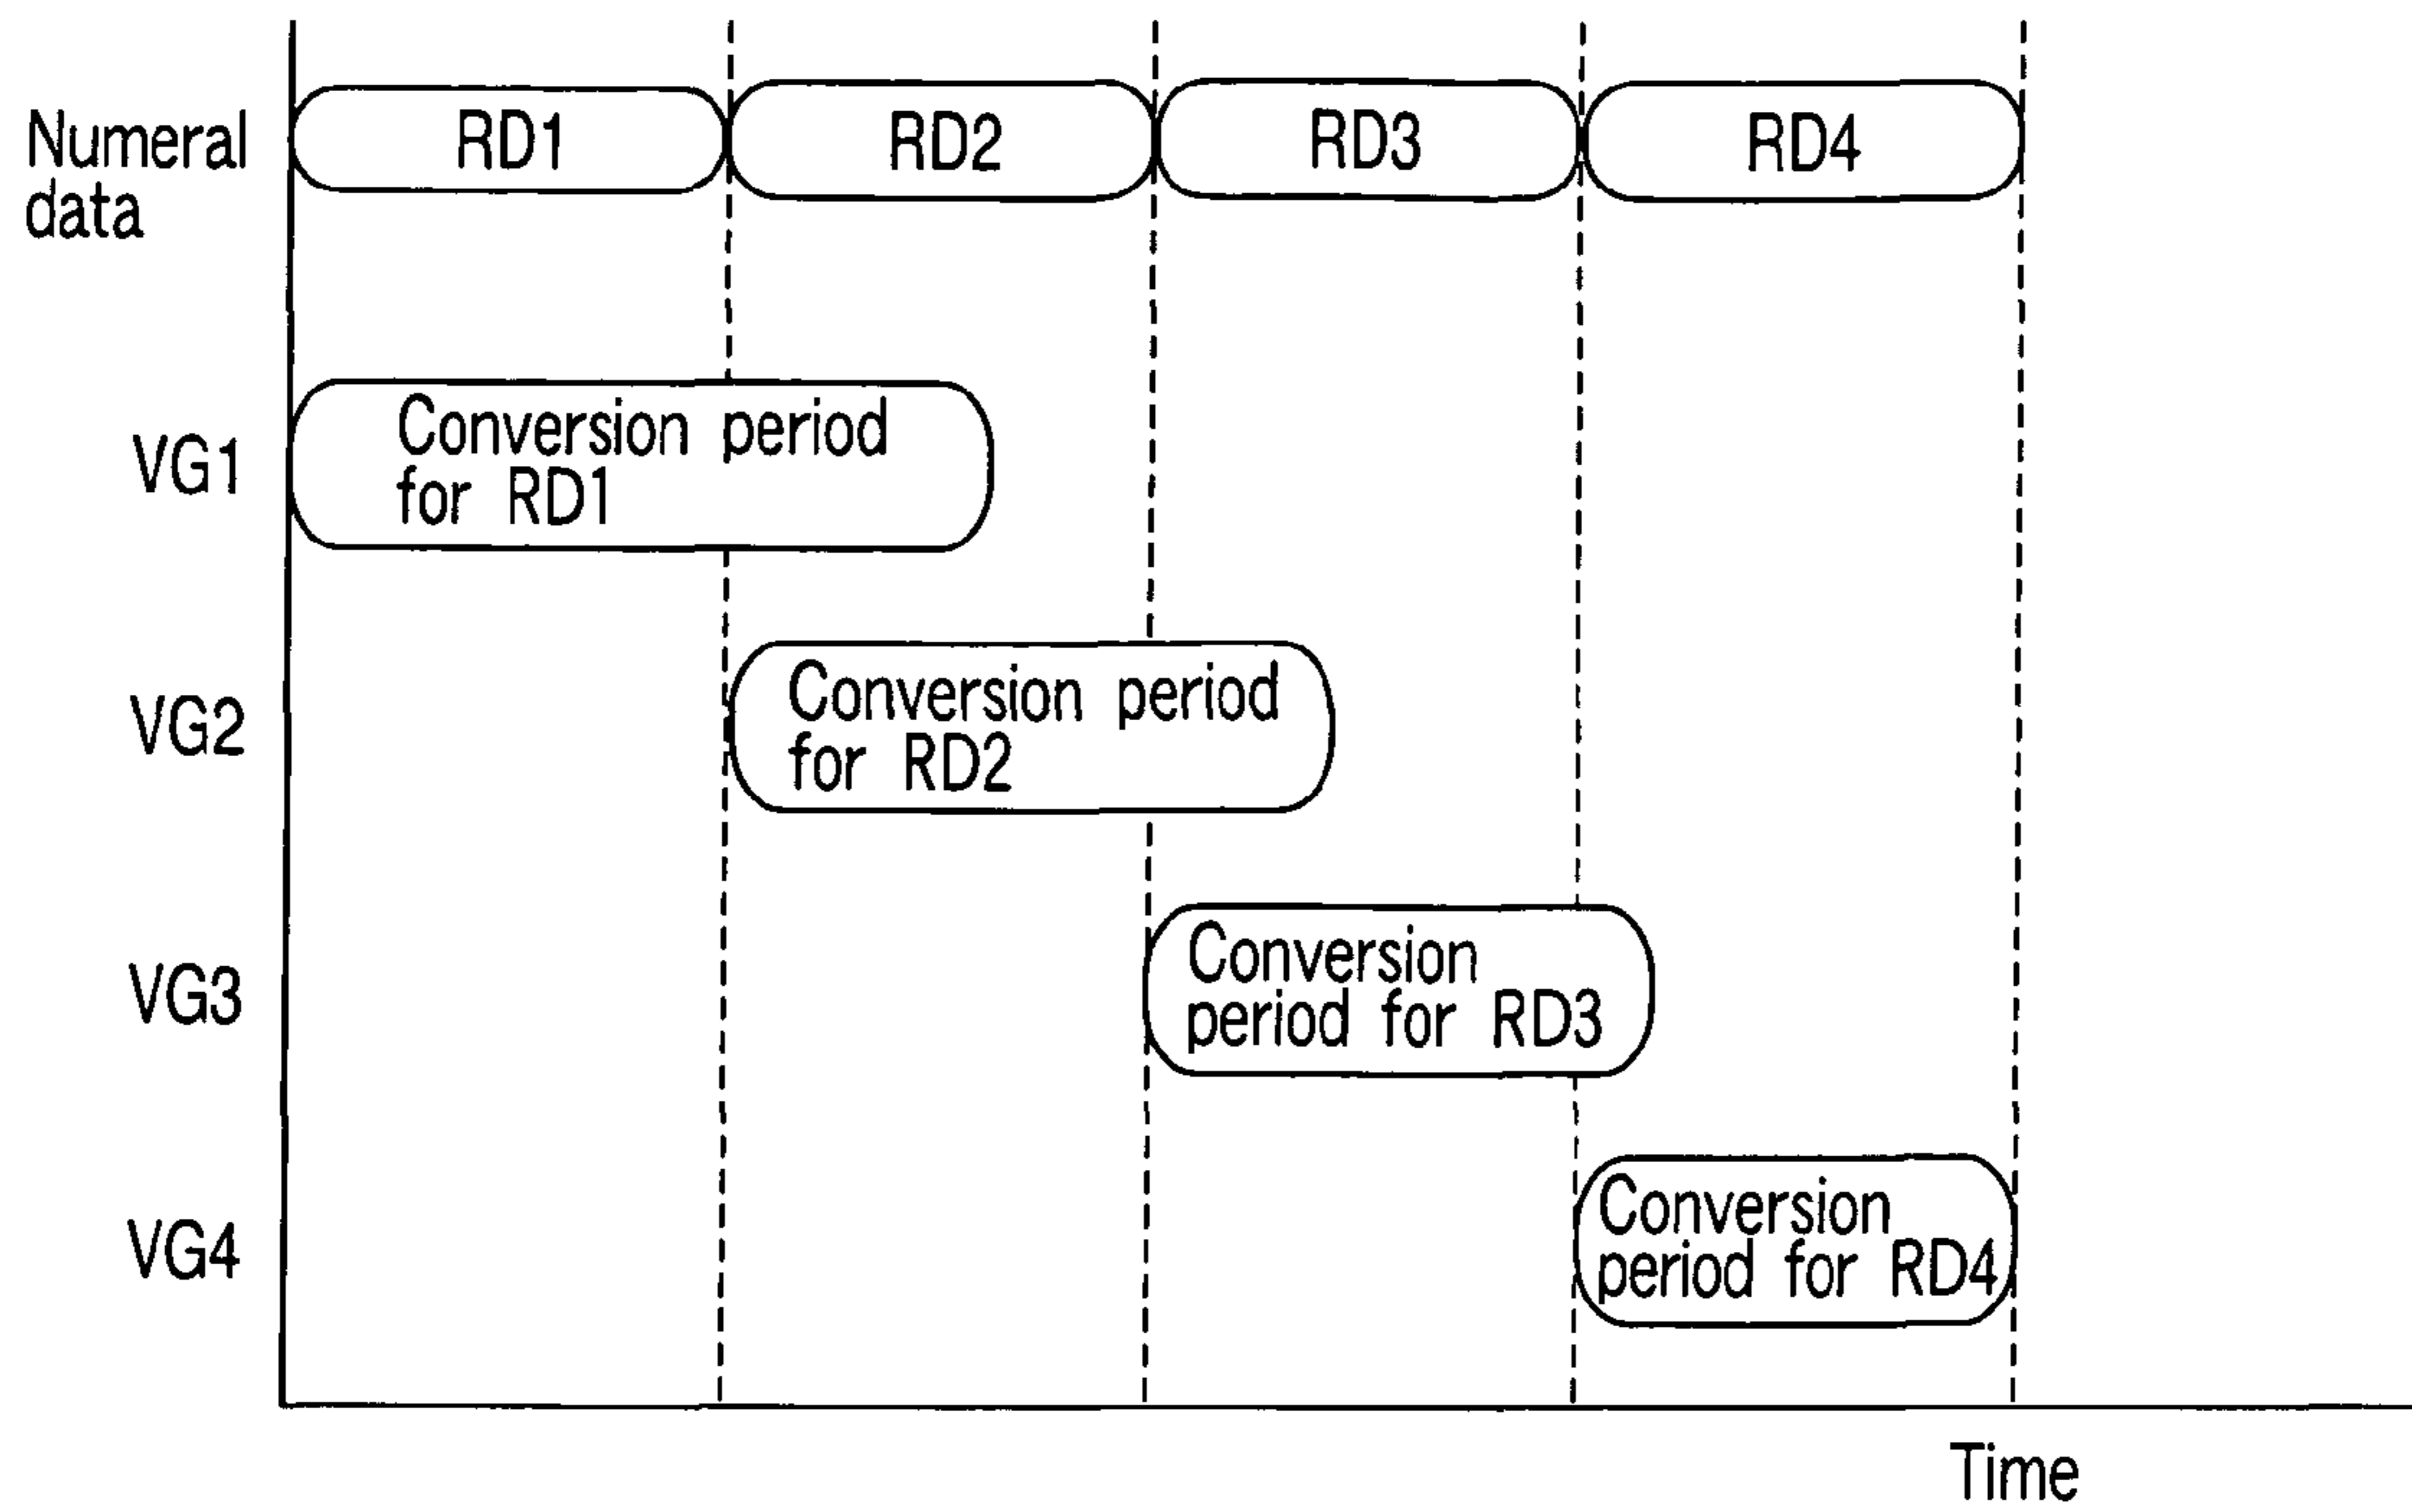 Numeral
data
RD1
RD2
RD3
RD4
VG1
Conversion period
for RD1
VG2
Conversion period
for RD2
VG3
Conversion
period for RD3
VG4
Conversion
period for RD4
Time